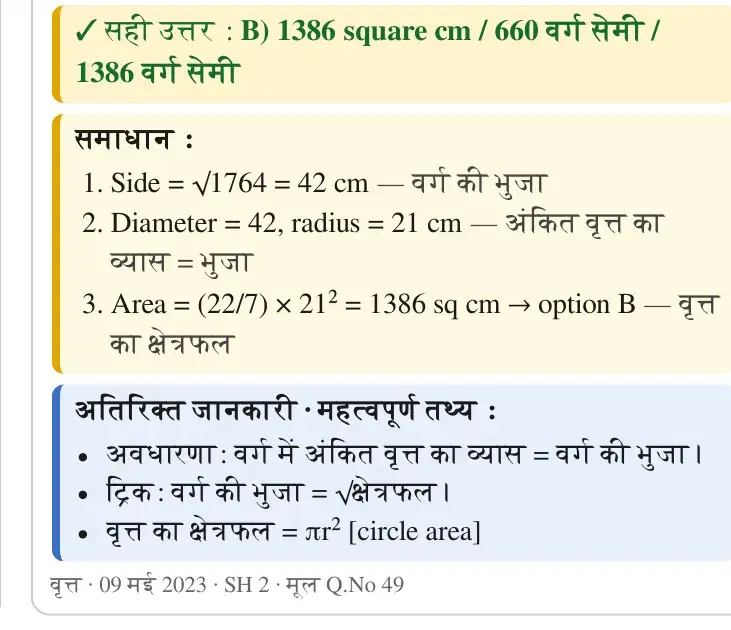 ✓ सही उत्तर : B) 1386 square cm / 660 वर्ग सेमी /
1386 वर्ग सेमी
समाधान :
1. Side = √1764 = 42 cm — वर्ग की भुजा
2. Diameter = 42, radius = 21 cm — अंकित वृत्त का
व्यास = भुजा
3. Area = (22/7) × 21² = 1386 sq cm → option B — वृत्त
का क्षेत्रफल
अतिरिक्त जानकारी · महत्वपूर्ण तथ्य :
• अवधारणा : वर्ग में अंकित वृत्त का व्यास = वर्ग की भुजा ।
• ट्रिक : वर्ग की भुजा = √क्षेत्रफल ।
• वृत्त का क्षेत्रफल = πr² [circle area]
वृत्त · 09 मई 2023 · SH 2 · मूल Q.No 49